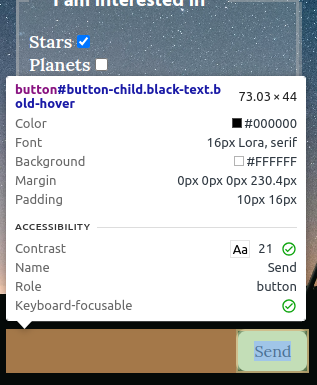 I am interested in
Stars
Planets
button#button-child.black-text.b
old-hover
73.03 × 44
Color #000000
Font 16px Lora, serif
Background #FFFFFF
Margin 0px 0px 0px 230.4px
Padding 10px 16px
ACCESSIBILITY
Contrast Aa 21
Name Send
Role button
Keyboard-focusable
Send